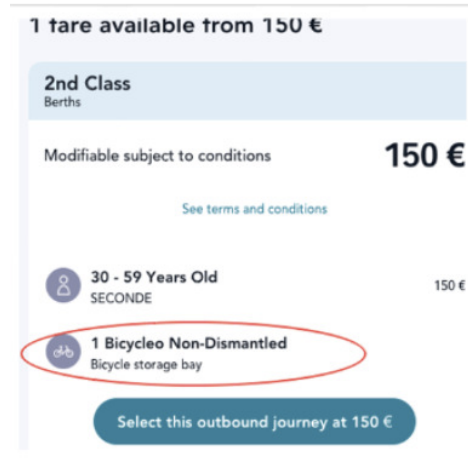 1 fare available from 150 €
2nd Class
Berths
Modifiable subject to conditions 150 €
See terms and conditions
30 - 59 Years Old 150 €
SECONDE
1 Bicycleo Non-Dismantled
Bicycle storage bay
Select this outbound journey at 150 €